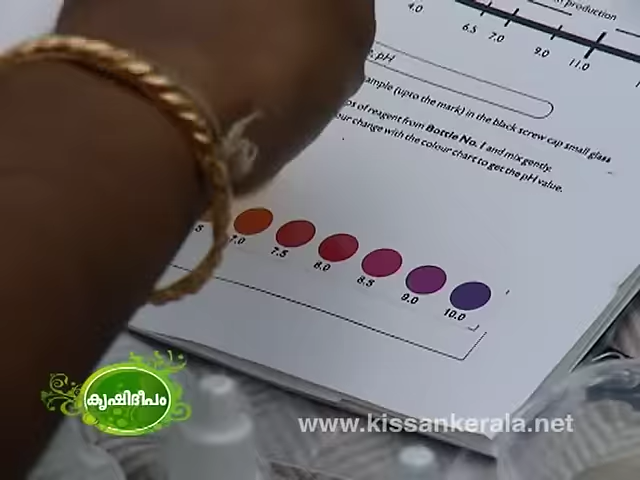 production
4.0 6.5 7.0 9.0 11.0
pH
ample (upto the mark) in the black screw cap small glass
of reagent from Bottle No. 1 and mix gently.
our change with the colour chart to get the pH value.
7.0 7.5 8.0 8.5 9.0 10.0
കൃഷിദീപം
www.kissankerala.net